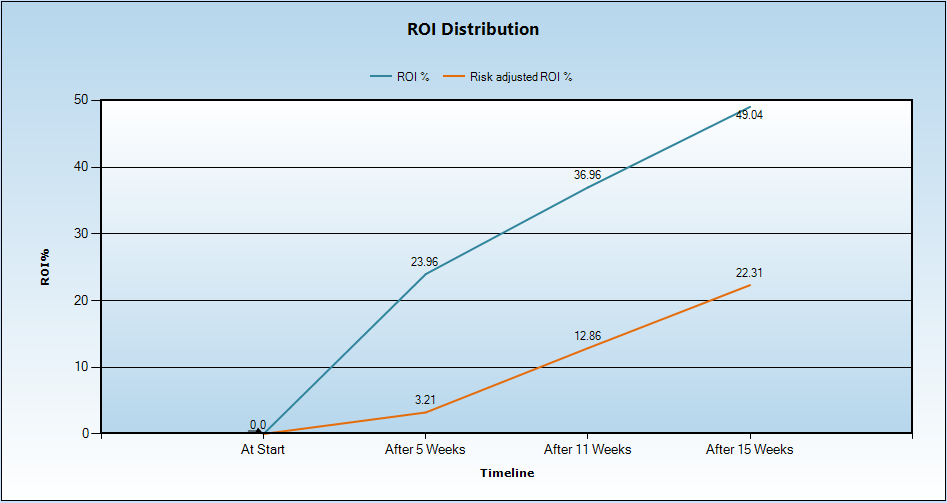 ROI Distribution
ROI %
Risk adjusted ROI %
50
40
30
20
10
0
ROI%
49.04
36.96
23.96
22.31
12.86
3.21
0.0
At Start
After 5 Weeks
After 11 Weeks
After 15 Weeks
Timeline